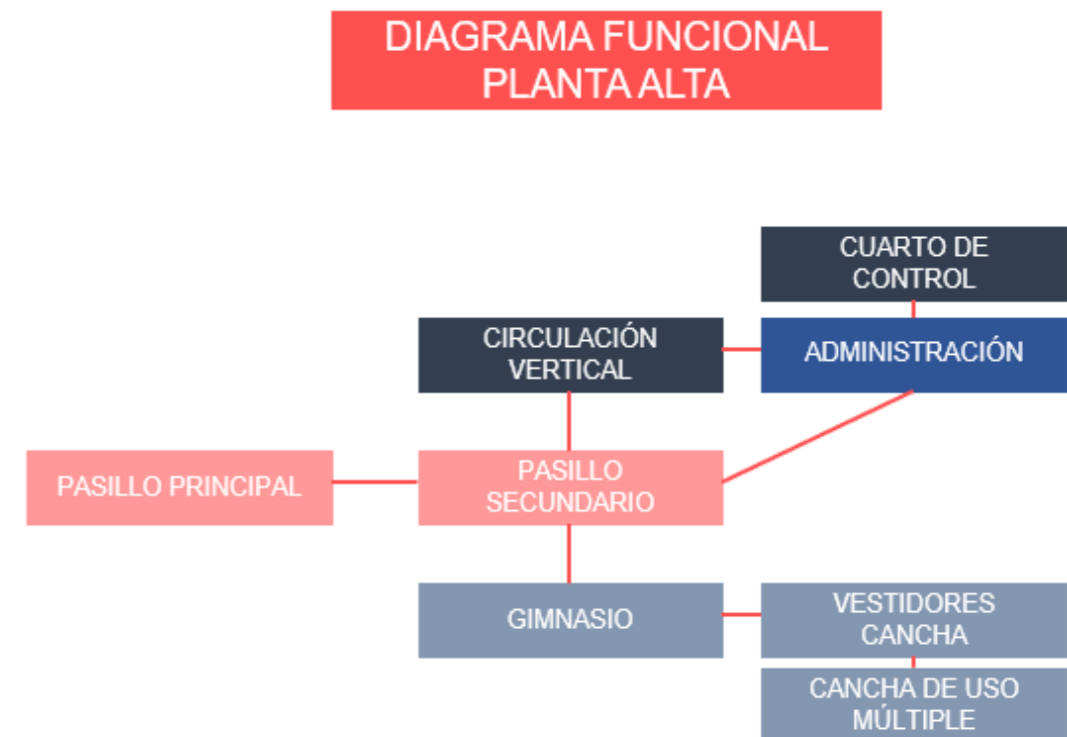 DIAGRAMA FUNCIONAL
PLANTA ALTA
CUARTO DE
CONTROL
CIRCULACIÓN
VERTICAL
ADMINISTRACIÓN
PASILLO PRINCIPAL
PASILLO
SECUNDARIO
GIMNASIO
VESTIDORES
CANCHA
CANCHA DE USO
MÚLTIPLE